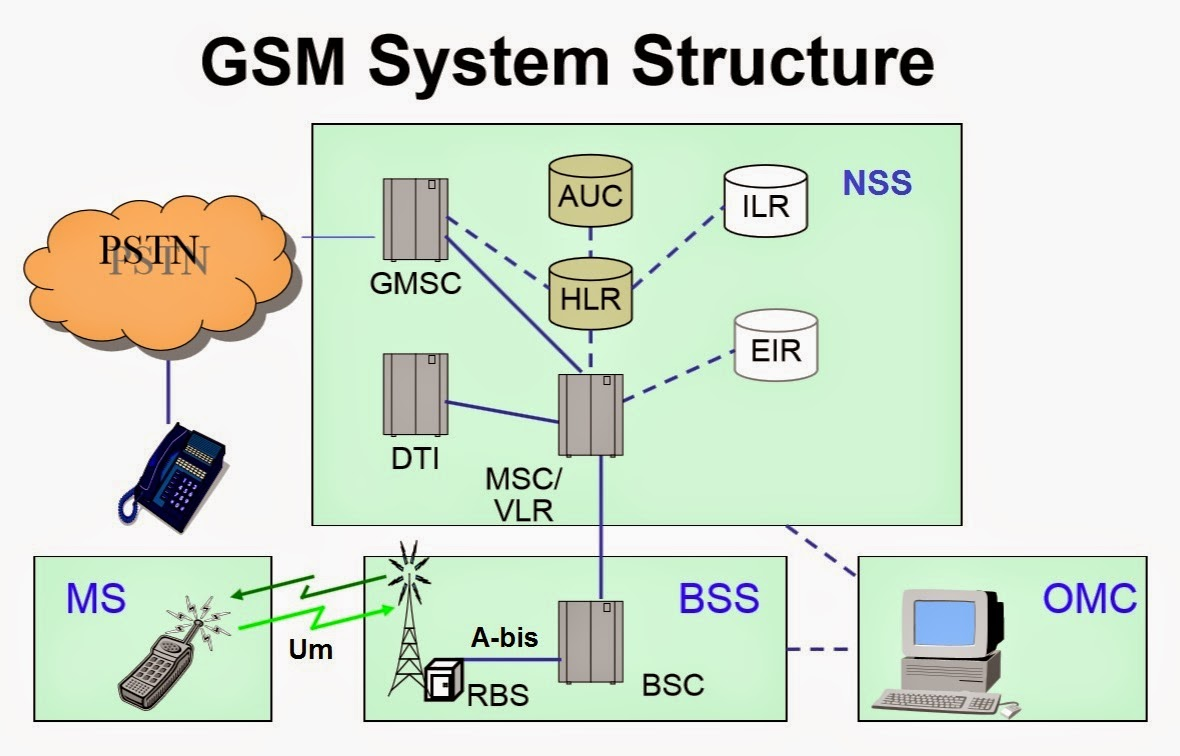 GSM System Structure
NSS
AUC
ILR
PSTN
GMSC
HLR
EIR
DTI
MSC/
VLR
MS
Um
A-bis
RBS
BSS
BSC
OMC